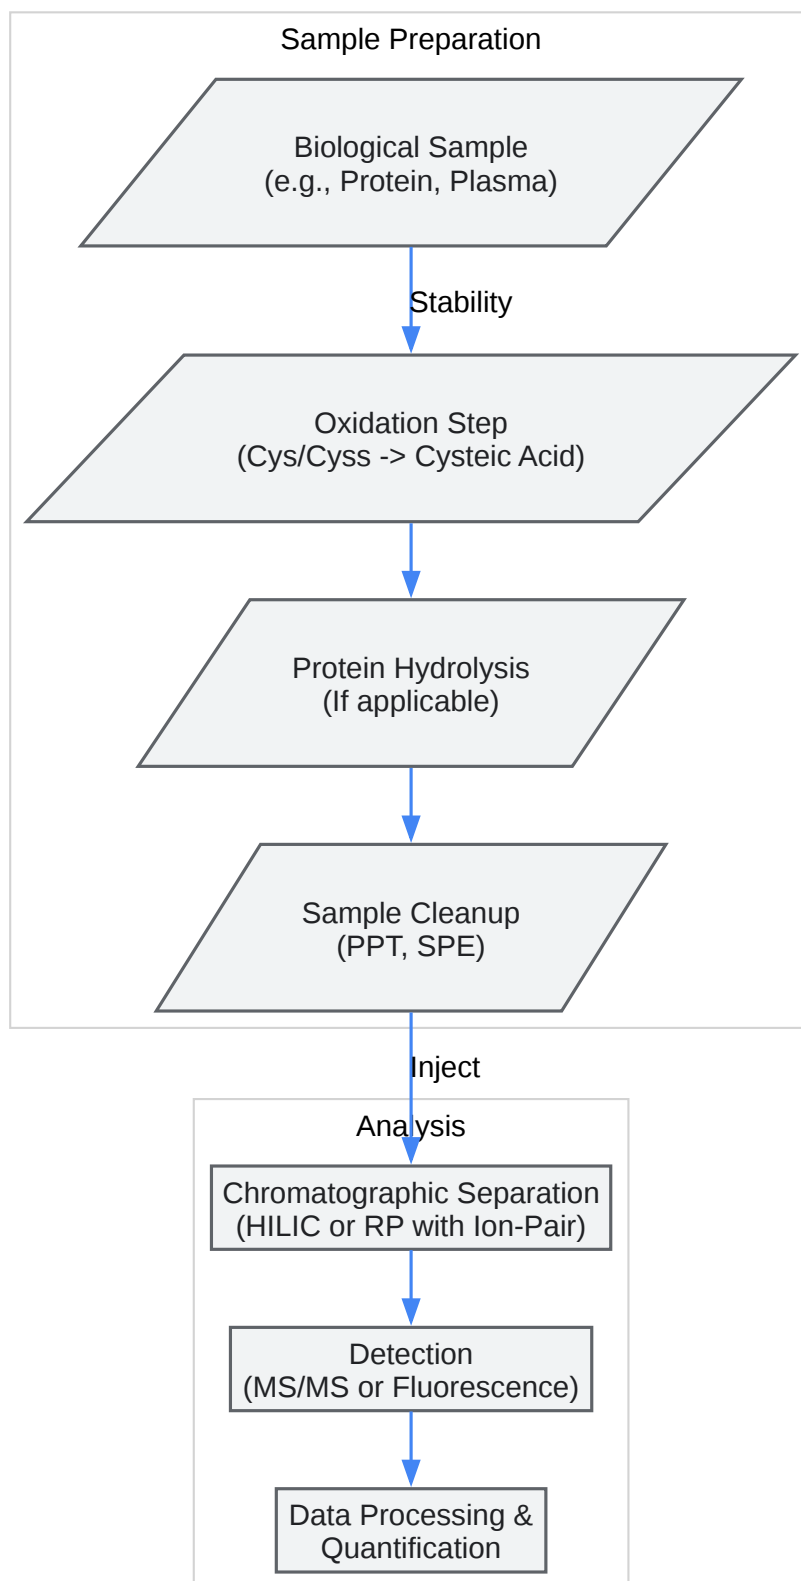 Sample Preparation
Biological Sample
(e.g., Protein, Plasma)
Stability
Oxidation Step
(Cys/Cyss -> Cysteic Acid)
Protein Hydrolysis
(If applicable)
Sample Cleanup
(PPT, SPE)
Inject
Analysis
Chromatographic Separation
(HILIC or RP with Ion-Pair)
Detection
(MS/MS or Fluorescence)
Data Processing &
Quantification